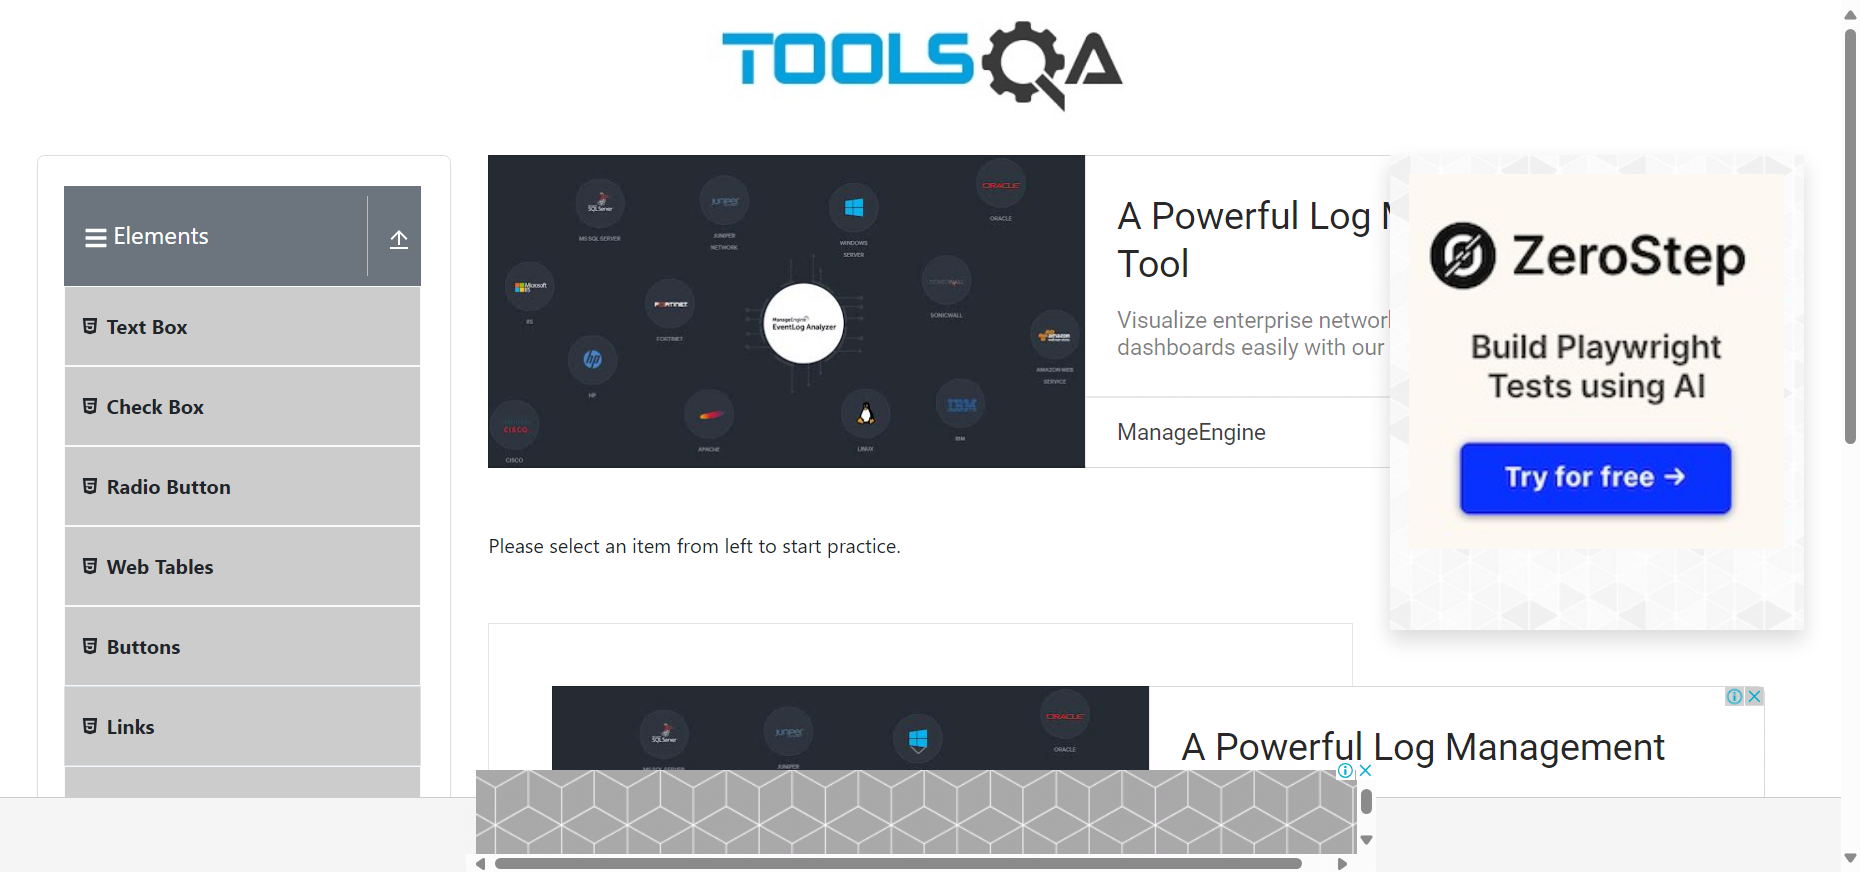 TOOLSQA
Elements
Text Box
Check Box
Radio Button
Web Tables
Buttons
Links
MS SQL SERVER
JUNIPER
NETWORK
WINDOWS
SERVER
ORACLE
ORACLE
Microsoft
IIS
IIS
FORTINET
FORTINET
ManageEngine
EventLog Analyzer
SONICWALL
SONICWALL
amazon
AMAZON WEB
SERVICE
hp
HP
CISCO
CISCO
APACHE
LINUX
IBM
IBM
A Powerful Log M
Tool
Visualize enterprise network
dashboards easily with our
ManageEngine
ZeroStep
Build Playwright
Tests using AI
Try for free →
Please select an item from left to start practice.
SQL Server
JUNIPER
ORACLE
ORACLE
A Powerful Log Management